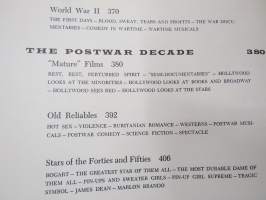 World War II 370
THE FIRST DAYS – BLOOD, SWEAT, TEARS AND SHORTS – THE WAR DOCU-
MENTARIES – COMEDY IN WARTIME – WARTIME MUSICALS
THE POSTWAR DECADE 380
"Mature" Films 380
REST, REST, PERTURBED SPIRIT – "SEMI-DOCUMENTARIES" – HOLLYWOOD
LOOKS AT THE MINORITIES – HOLLYWOOD LOOKS AT BOOKS AND BROADWAY
– HOLLYWOOD SEES RED – HOLLYWOOD LOOKS AT THE STARS
Old Reliables 392
HOT SEX – VIOLENCE – RURITANIAN ROMANCE – WESTERNS – POSTWAR MUSI-
CALS – POSTWAR COMEDY – SCIENCE FICTION – SPECTACLE
Stars of the Forties and Fifties 406
BOGART – THE GREATEST STAR OF THEM ALL – THE MOST DURABLE DAME OF
THEM ALL – PIN-UPS AND SWEATER GIRLS – PIN-UP GIRL SUPREME – TRAGIC
SYMBOL – JAMES DEAN – MARLON BRANDO